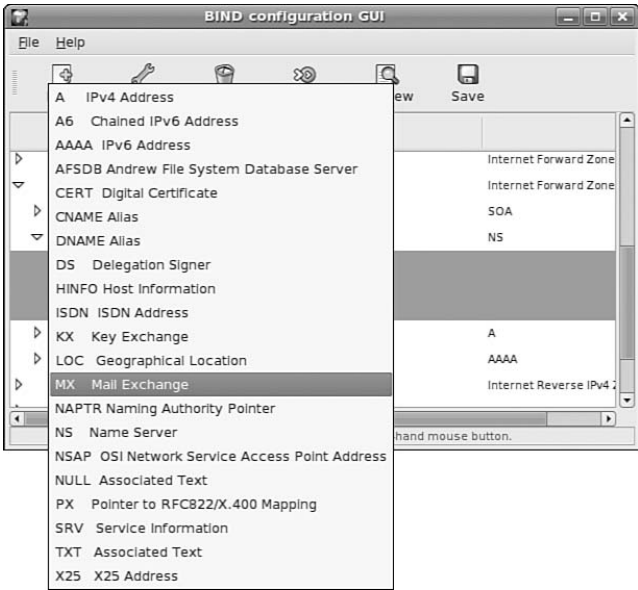 BIND configuration GUI
File Help
ew Save
A IPv4 Address
A6 Chained IPv6 Address
AAAA IPv6 Address
AFSDB Andrew File System Database Server
CERT Digital Certificate
CNAME Alias
DNAME Alias
DS Delegation Signer
HINFO Host Information
ISDN ISDN Address
KX Key Exchange
LOC Geographical Location
MX Mail Exchange
NAPTR Naming Authority Pointer
NS Name Server
NSAP OSI Network Service Access Point Address
NULL Associated Text
PX Pointer to RFC822/X.400 Mapping
SRV Service Information
TXT Associated Text
X25 X25 Address
Internet Forward Zone
Internet Forward Zone
SOA
NS
A
AAAA
Internet Reverse IPv4
hand mouse button.